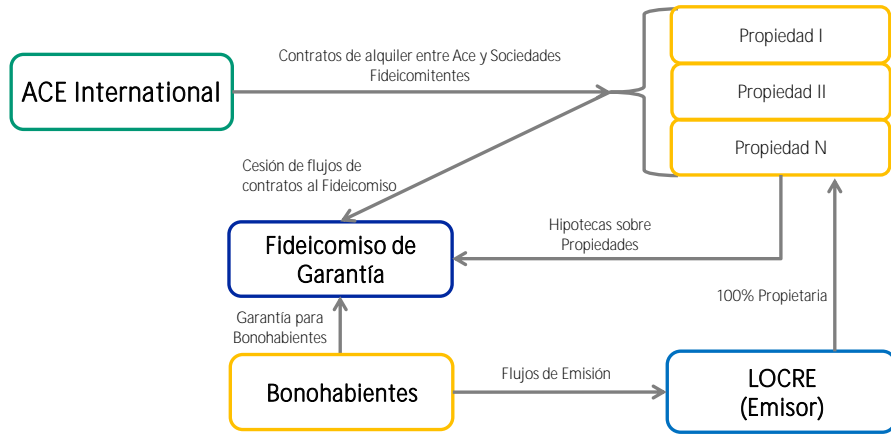 Propiedad I
Contratos de alquiler entre Ace y Sociedades
Fideicomitentes
ACE International
Propiedad II
Propiedad N
Cesión de flujos de
contratos al Fideicomiso
Hipotecas sobre
Propiedades
Fideicomiso de
Garantía
100% Propietaria
Garantía para
Bonohabientes
Flujos de Emisión
Bonohabientes
LOCRE
(Emisor)